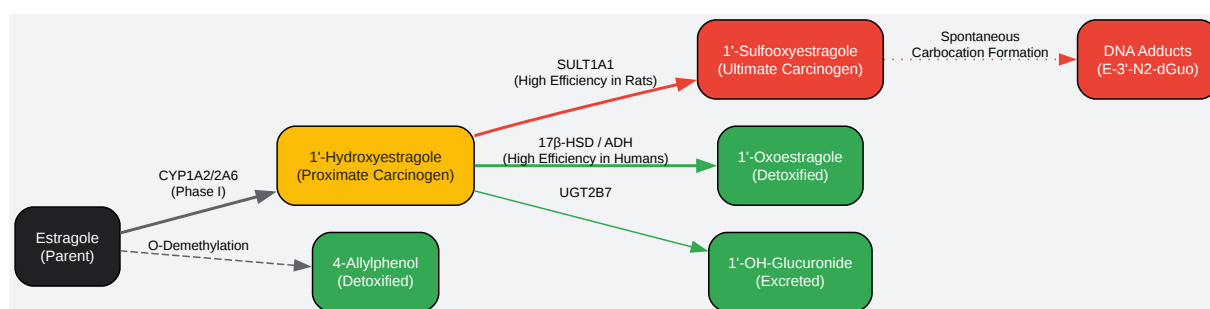 Estragole
(Parent)
CYP1A2/2A6
(Phase I)
O-Demethylation
1'-Hydroxyestragole
(Proximate Carcinogen)
4-Allylphenol
(Detoxified)
SULT1A1
(High Efficiency in Rats)
17β-HSD / ADH
(High Efficiency in Humans)
UGT2B7
1'-Sulfooxyestragole
(Ultimate Carcinogen)
1'-Oxoestragole
(Detoxified)
1'-OH-Glucuronide
(Excreted)
Spontaneous
Carbocation Formation
DNA Adducts
(E-3'-N2-dGuo)